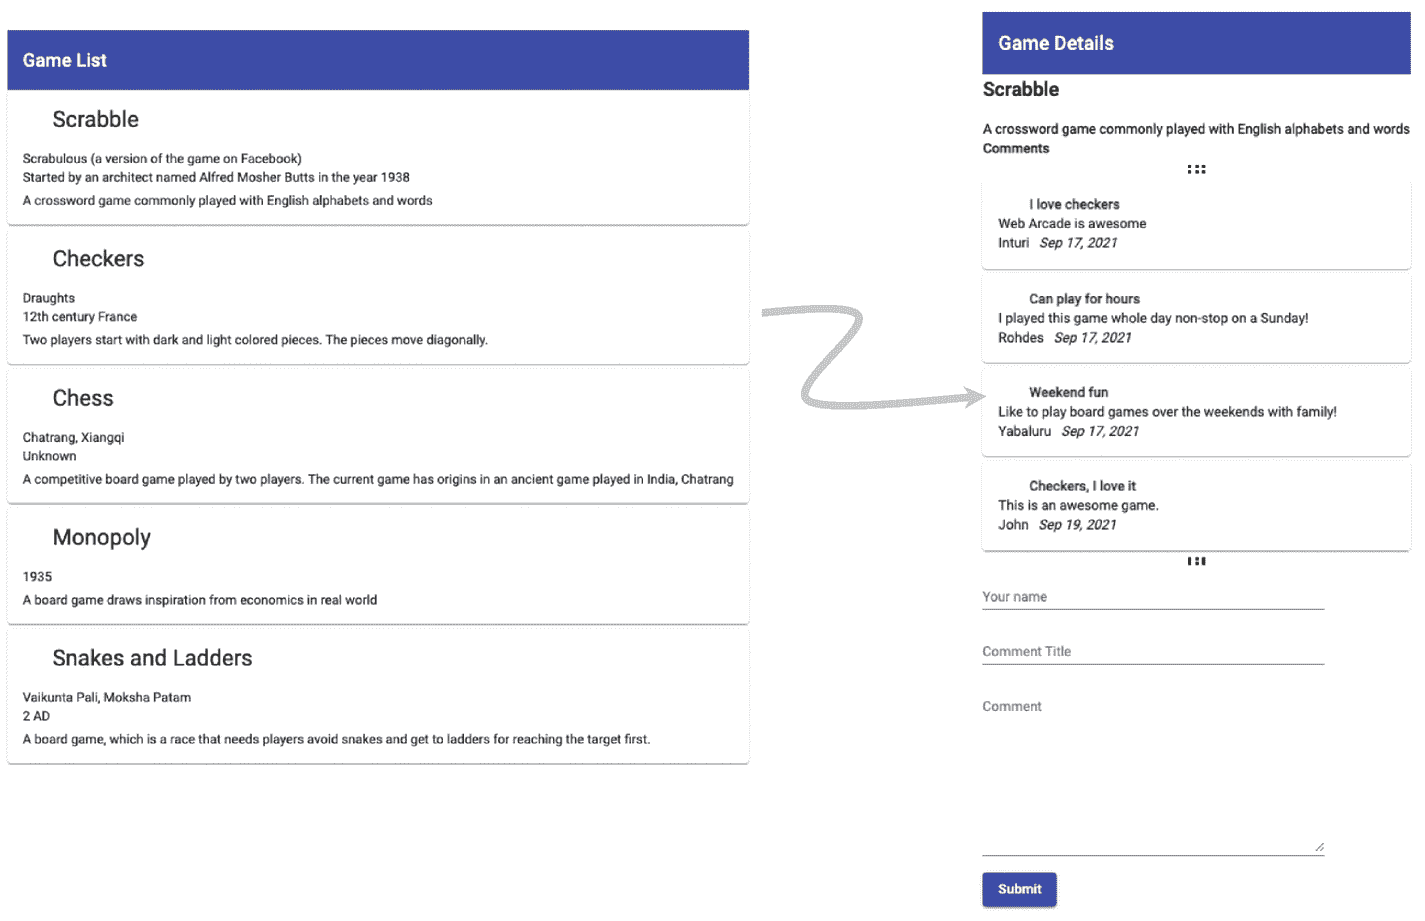 Game List
Scrabble
Scrabulous (a version of the game on Facebook)
Started by an architect named Alfred Mosher Butts in the year 1938
A crossword game commonly played with English alphabets and words
Checkers
Draughts
12th century France
Two players start with dark and light colored pieces. The pieces move diagonally.
Chess
Chatrang, Xiangqi
Unknown
A competitive board game played by two players. The current game has origins in an ancient game played in India, Chatrang
Monopoly
1935
A board game draws inspiration from economics in real world
Snakes and Ladders
Vaikunta Pali, Moksha Patam
2 AD
A board game, which is a race that needs players avoid snakes and get to ladders for reaching the target first.
Game Details
Scrabble
A crossword game commonly played with English alphabets and words
Comments
I love checkers
Web Arcade is awesome
Inturi Sep 17, 2021
Can play for hours
I played this game whole day non-stop on a Sunday!
Rohdes Sep 17, 2021
Weekend fun
Like to play board games over the weekends with family!
Yabaluru Sep 17, 2021
Checkers, I love it
This is an awesome game.
John Sep 19, 2021
Your name
Comment Title
Comment
Submit